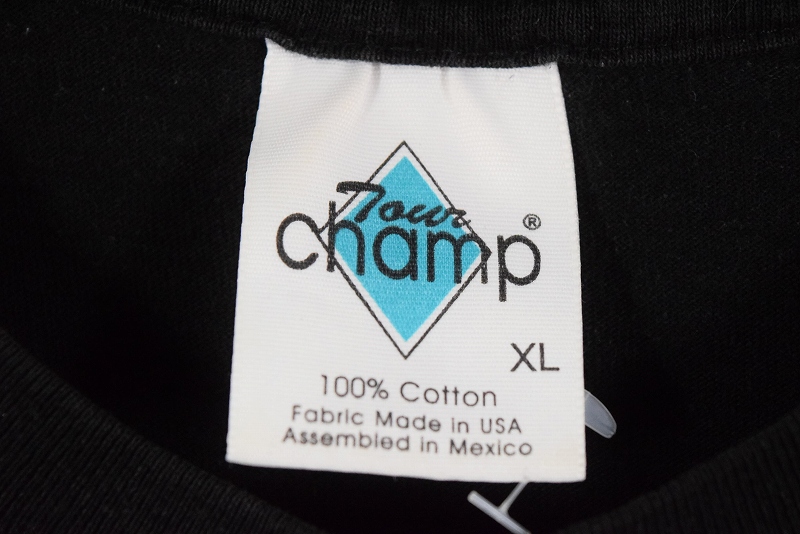 Tour
champ®
XL
100% Cotton
Fabric Made in USA
Assembled in Mexico